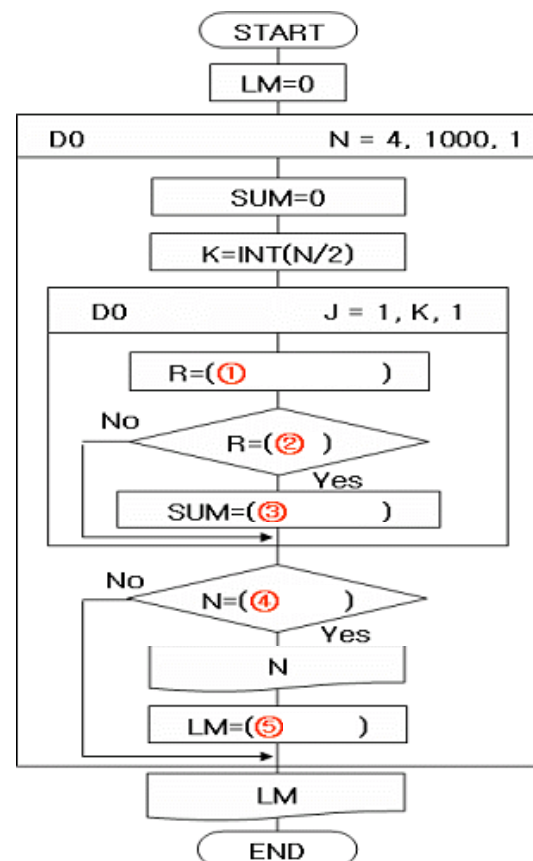 START
LM=0
DO N = 4, 1000, 1
SUM=0
K=INT(N/2)
DO J = 1, K, 1
R=(① )
No
R=(② )
Yes
SUM=(③ )
No
N=(④ )
Yes
N
LM=(⑤ )
LM
END